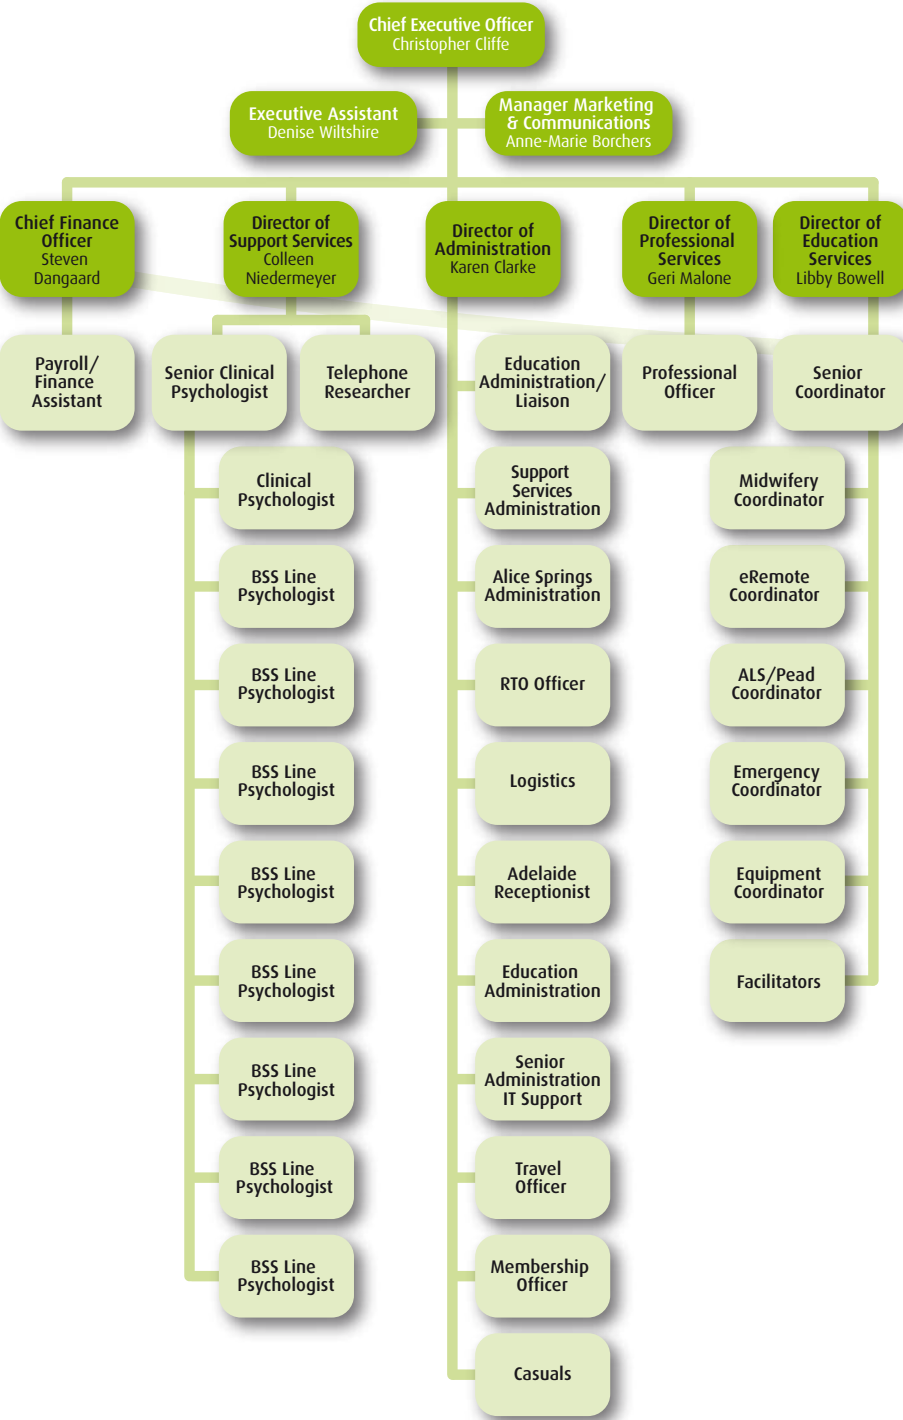 Chief Executive Officer
Christopher Cliffe
Executive Assistant
Denise Wiltshire
Manager Marketing
& Communications
Anne-Marie Borchers
Chief Finance
Officer
Steven
Dangaard
Director of
Support Services
Colleen
Niedermeyer
Director of
Administration
Karen Clarke
Director of
Professional
Services
Geri Malone
Director of
Education
Services
Libby Bowell
Payroll/
Finance
Assistant
Senior Clinical
Psychologist
Telephone
Researcher
Education
Administration/
Liaison
Professional
Officer
Senior
Coordinator
Clinical
Psychologist
Support
Services
Administration
Midwifery
Coordinator
BSS Line
Psychologist
Alice Springs
Administration
eRemote
Coordinator
BSS Line
Psychologist
RTO Officer
ALS/Pead
Coordinator
BSS Line
Psychologist
Logistics
Emergency
Coordinator
BSS Line
Psychologist
Adelaide
Receptionist
Equipment
Coordinator
BSS Line
Psychologist
Education
Administration
Facilitators
BSS Line
Psychologist
Senior
Administration
IT Support
BSS Line
Psychologist
Travel
Officer
BSS Line
Psychologist
Membership
Officer
Casuals